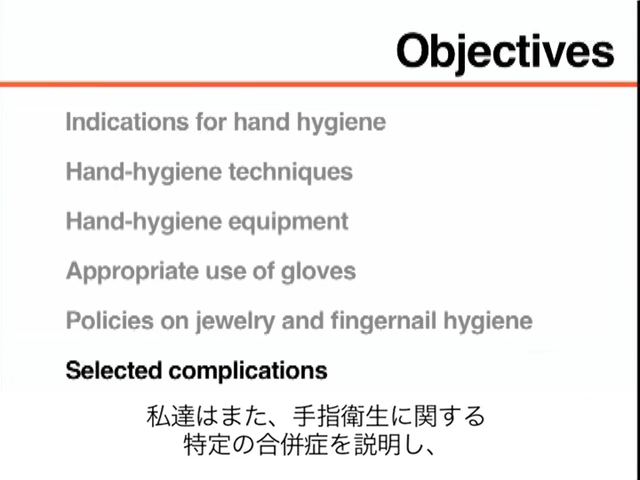 Objectives
Indications for hand hygiene
Hand-hygiene techniques
Hand-hygiene equipment
Appropriate use of gloves
Policies on jewelry and fingernail hygiene
Selected complications
私達はまた、手指衛生に関する
特定の合併症を説明し、